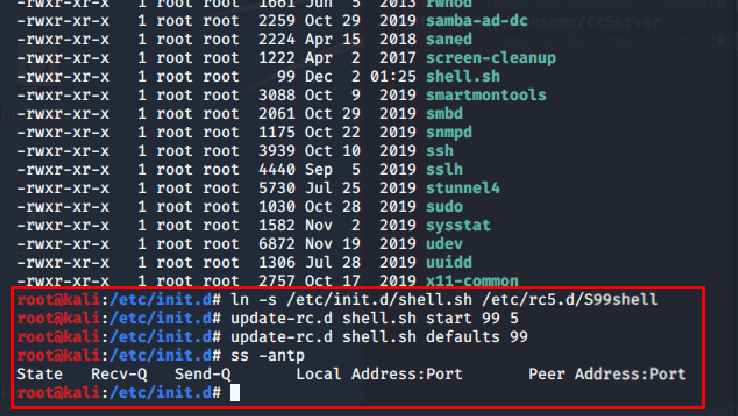 -rwxr-xr-x 1 root root 1661 Jun 5 2013 rwhod
-rwxr-xr-x 1 root root 2259 Oct 29 2019 samba-ad-dc
-rwxr-xr-x 1 root root 2224 Apr 15 2018 saned
-rwxr-xr-x 1 root root 1222 Apr 2 2017 screen-cleanup
-rwxr-xr-x 1 root root 99 Dec 2 01:25 shell.sh
-rwxr-xr-x 1 root root 3088 Oct 9 2019 smartmontools
-rwxr-xr-x 1 root root 2061 Oct 29 2019 smbd
-rwxr-xr-x 1 root root 1175 Oct 22 2019 snmpd
-rwxr-xr-x 1 root root 3939 Oct 10 2019 ssh
-rwxr-xr-x 1 root root 4440 Sep 5 2019 sslh
-rwxr-xr-x 1 root root 5730 Jul 25 2019 stunnel4
-rwxr-xr-x 1 root root 1030 Oct 28 2019 sudo
-rwxr-xr-x 1 root root 1582 Nov 2 2019 sysstat
-rwxr-xr-x 1 root root 6872 Nov 19 2019 udev
-rwxr-xr-x 1 root root 1306 Jul 28 2019 uuidd
-rwxr-xr-x 1 root root 2757 Oct 17 2019 x11-common
root@kali:/etc/init.d# ln -s /etc/init.d/shell.sh /etc/rc5.d/S99shell
root@kali:/etc/init.d# update-rc.d shell.sh start 99 5
root@kali:/etc/init.d# update-rc.d shell.sh defaults 99
root@kali:/etc/init.d# ss -antp
State Recv-Q Send-Q Local Address:Port Peer Address:Port
root@kali:/etc/init.d#